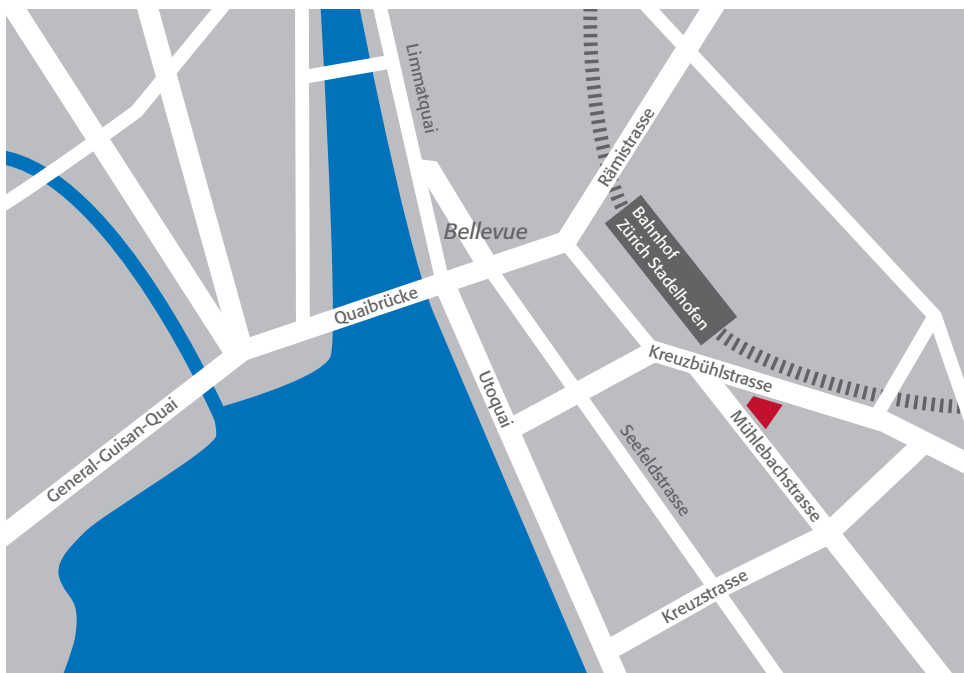 Limmatquai
Rämistrasse
Bellevue
Bahnhof
Zürich Stadelhofen
Quaibrücke
Kreuzbühlstrasse
Utoquai
General-Guisan-Quai
Seefeldstrasse
Mühlebachstrasse
Kreuzstrasse